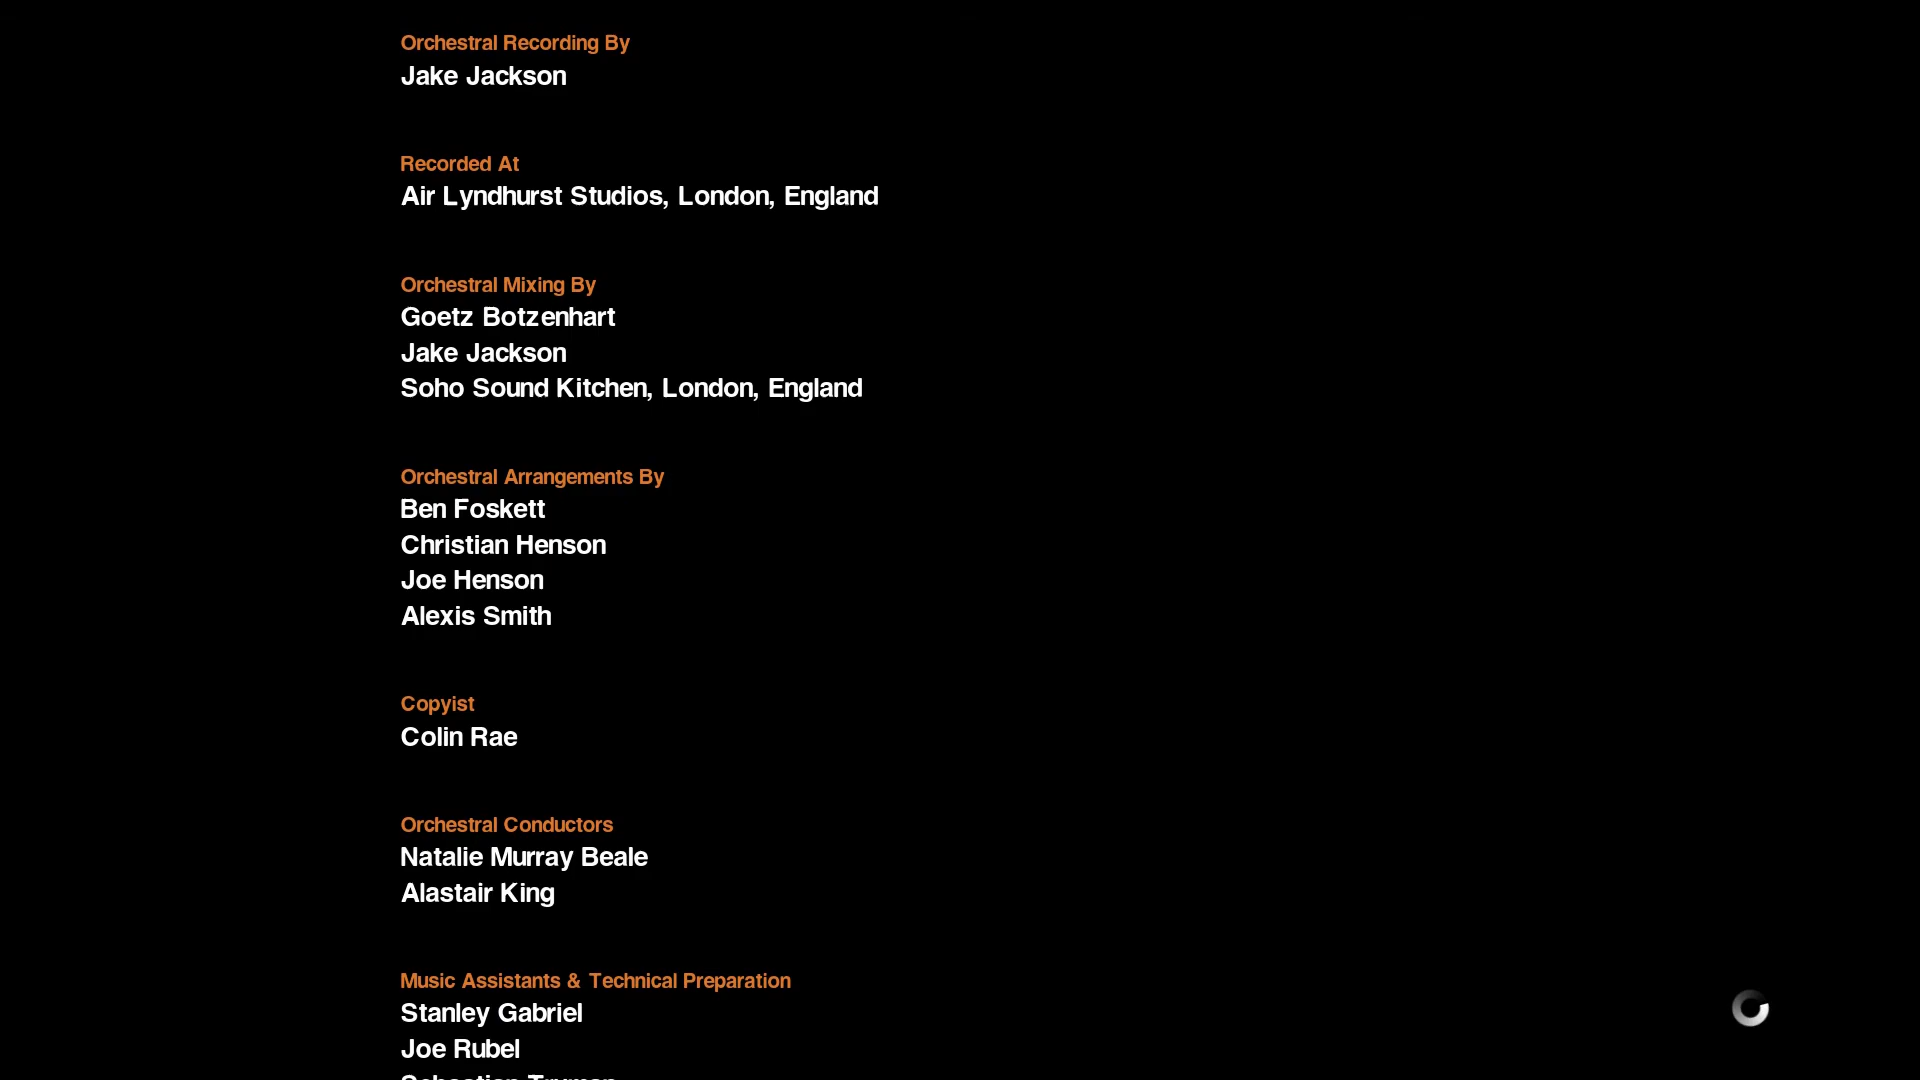 Orchestral Recording By
Jake Jackson
Recorded At
Air Lyndhurst Studios, London, England
Orchestral Mixing By
Goetz Botzenhart
Jake Jackson
Soho Sound Kitchen, London, England
Orchestral Arrangements By
Ben Foskett
Christian Henson
Joe Henson
Alexis Smith
Copyist
Colin Rae
Orchestral Conductors
Natalie Murray Beale
Alastair King
Music Assistants & Technical Preparation
Stanley Gabriel
Joe Rubel